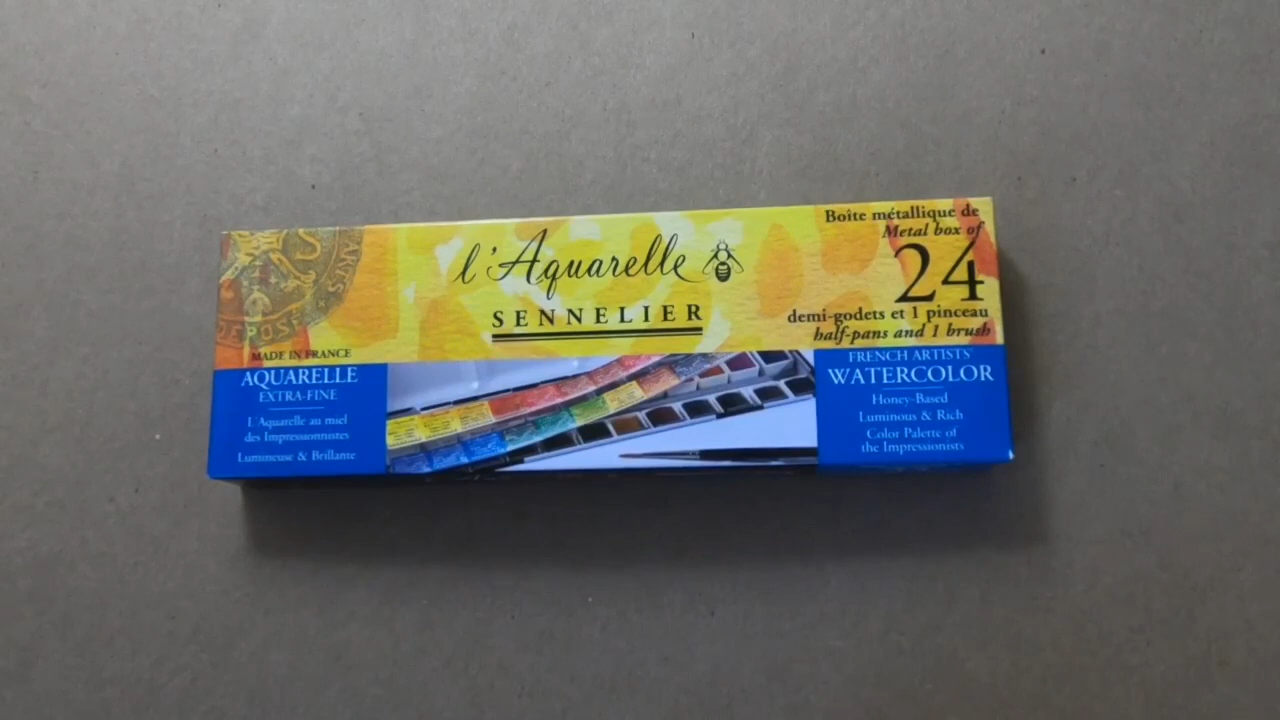 l'Aquarelle
SENNELIER
Boîte métallique de
Metal box of
24
demi-godets et 1 pinceau
half-pans and 1 brush
ARTS
DEPOSÉ
MADE IN FRANCE
AQUARELLE
EXTRA-FINE
L'Aquarelle au miel
des Impressionnistes
Lumineuse & Brillante
FRENCH ARTISTS'
WATERCOLOR
Honey-Based
Luminous & Rich
Color Palette of
the Impressionists